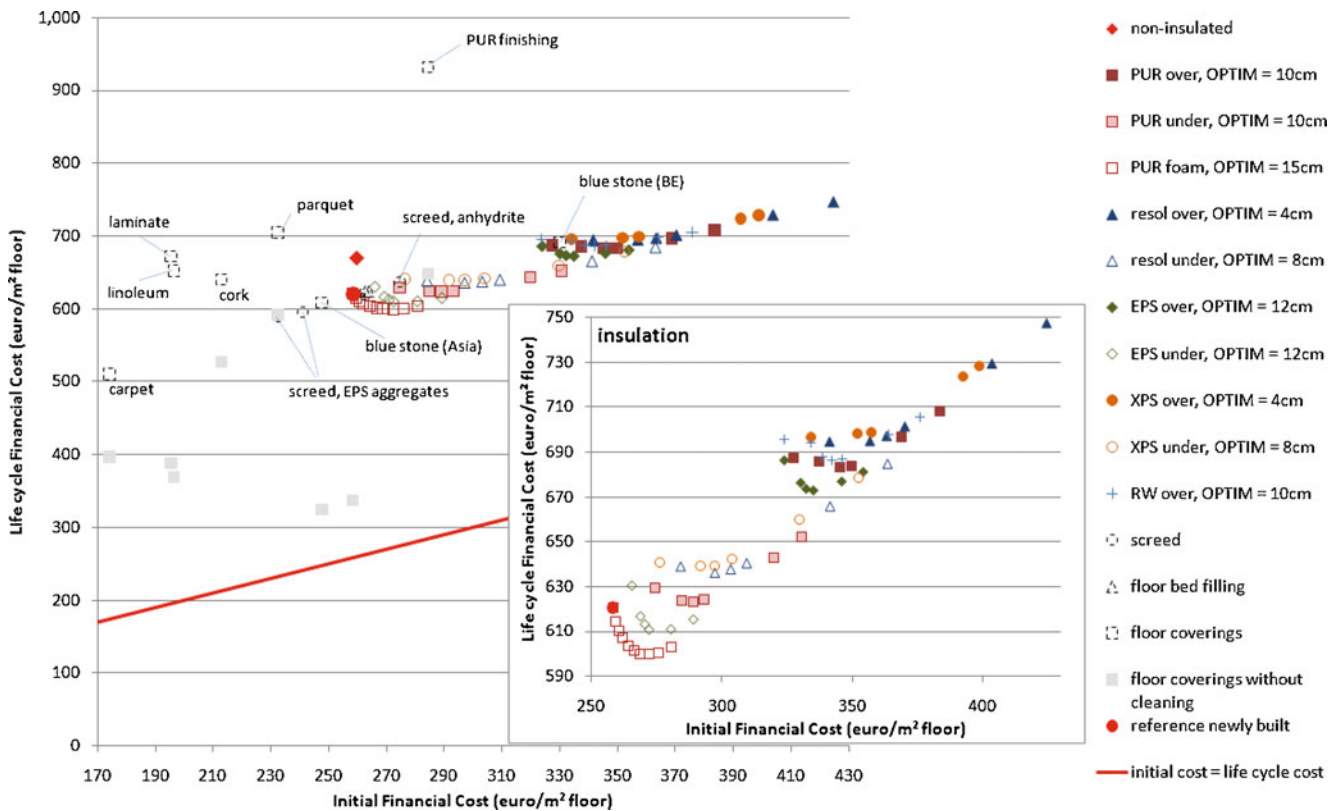 1,000
900
800
700
600
500
400
300
200
100
0
Life cycle Financial Cost (euro/m² floor)
170 190 210 230 250 270 290 310 330 350 370 390 410 430
Initial Financial Cost (euro/m² floor)
PUR finishing
blue stone (BE)
parquet
screed, anhydrite
laminate
linoleum
cork
blue stone (Asia)
carpet
screed, EPS aggregates
insulation
750
730
710
690
670
650
630
610
590
Life cycle Financial Cost (euro/m² floor)
250 300 350 400
Initial Financial Cost (euro/m² floor)
non-insulated
PUR over, OPTIM = 10cm
PUR under, OPTIM = 10cm
PUR foam, OPTIM = 15cm
resol over, OPTIM = 4cm
resol under, OPTIM = 8cm
EPS over, OPTIM = 12cm
EPS under, OPTIM = 12cm
XPS over, OPTIM = 4cm
XPS under, OPTIM = 8cm
RW over, OPTIM = 10cm
screed
floor bed filling
floor coverings
floor coverings without
cleaning
reference newly built
initial cost = life cycle cost